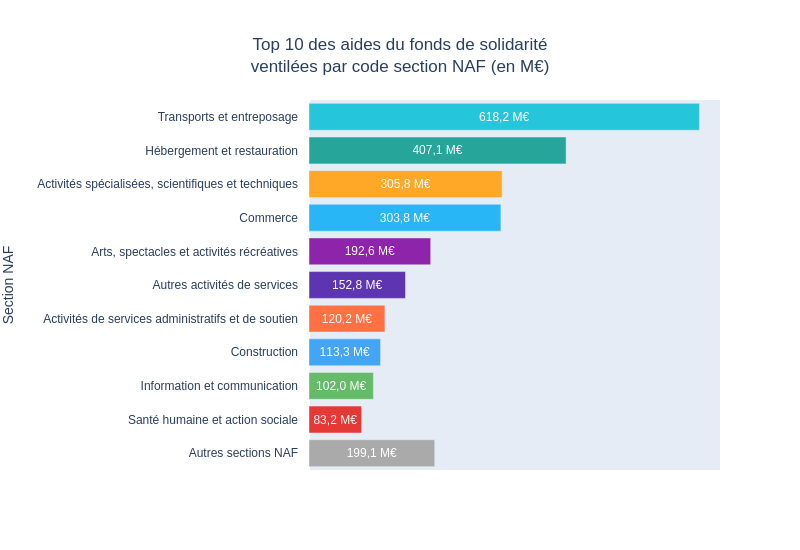 Top 10 des aides du fonds de solidarité
ventilées par code section NAF (en M€)
Section NAF
Transports et entreposage 618,2 M€
Hébergement et restauration 407,1 M€
Activités spécialisées, scientifiques et techniques 305,8 M€
Commerce 303,8 M€
Arts, spectacles et activités récréatives 192,6 M€
Autres activités de services 152,8 M€
Activités de services administratifs et de soutien 120,2 M€
Construction 113,3 M€
Information et communication 102,0 M€
Santé humaine et action sociale 83,2 M€
Autres sections NAF 199,1 M€